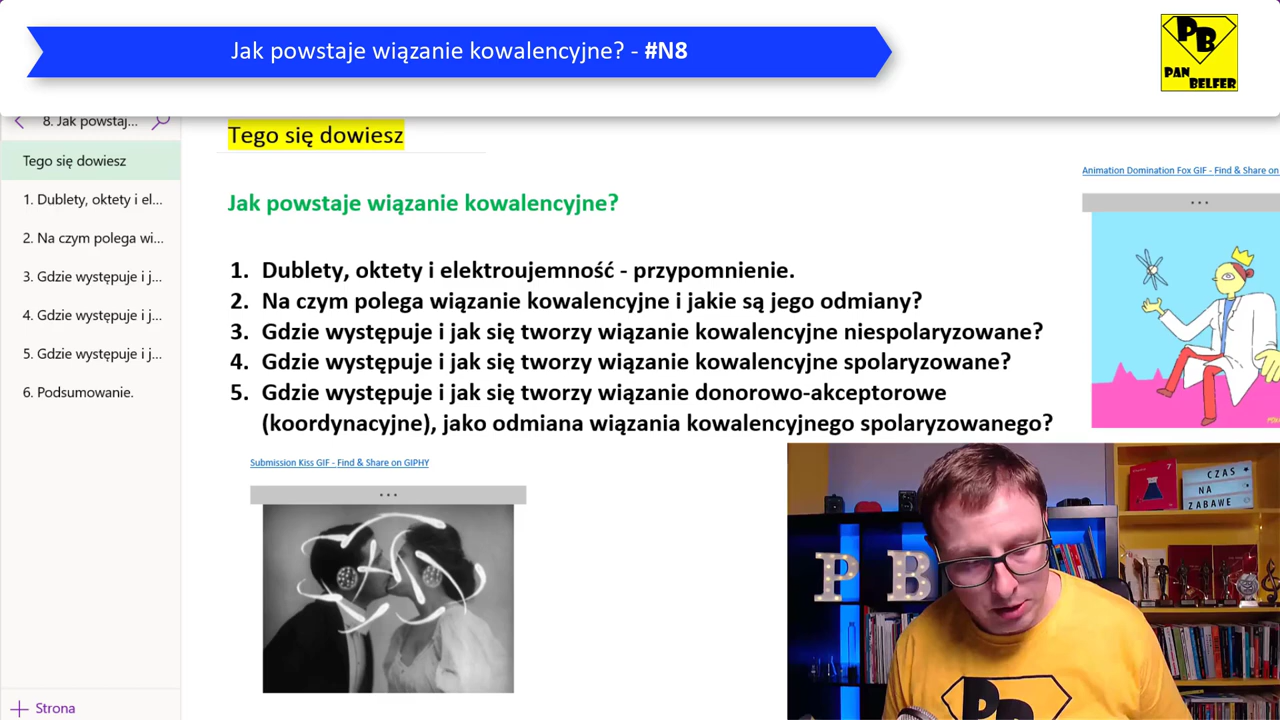 Jak powstaje wiązanie kowalencyjne? - #N8
PB
PAN
BELFER
8. Jak powstaj...
Tego się dowiesz
1. Dublety, oktety i el...
2. Na czym polega wi...
3. Gdzie występuje i j...
4. Gdzie występuje i j...
5. Gdzie występuje i j...
6. Podsumowanie.
Strona
Tego się dowiesz
Jak powstaje wiązanie kowalencyjne?
1. Dublety, oktety i elektroujemność - przypomnienie.
2. Na czym polega wiązanie kowalencyjne i jakie są jego odmiany?
3. Gdzie występuje i jak się tworzy wiązanie kowalencyjne niespolaryzowane?
4. Gdzie występuje i jak się tworzy wiązanie kowalencyjne spolaryzowane?
5. Gdzie występuje i jak się tworzy wiązanie donorowo-akceptorowe
(koordynacyjne), jako odmiana wiązania kowalencyjnego spolaryzowanego?
Animation Domination Fox GIF - Find & Share on
Submission Kiss GIF - Find & Share on GIPHY
7
CZAS
NA
ZABAWE
P B
PB